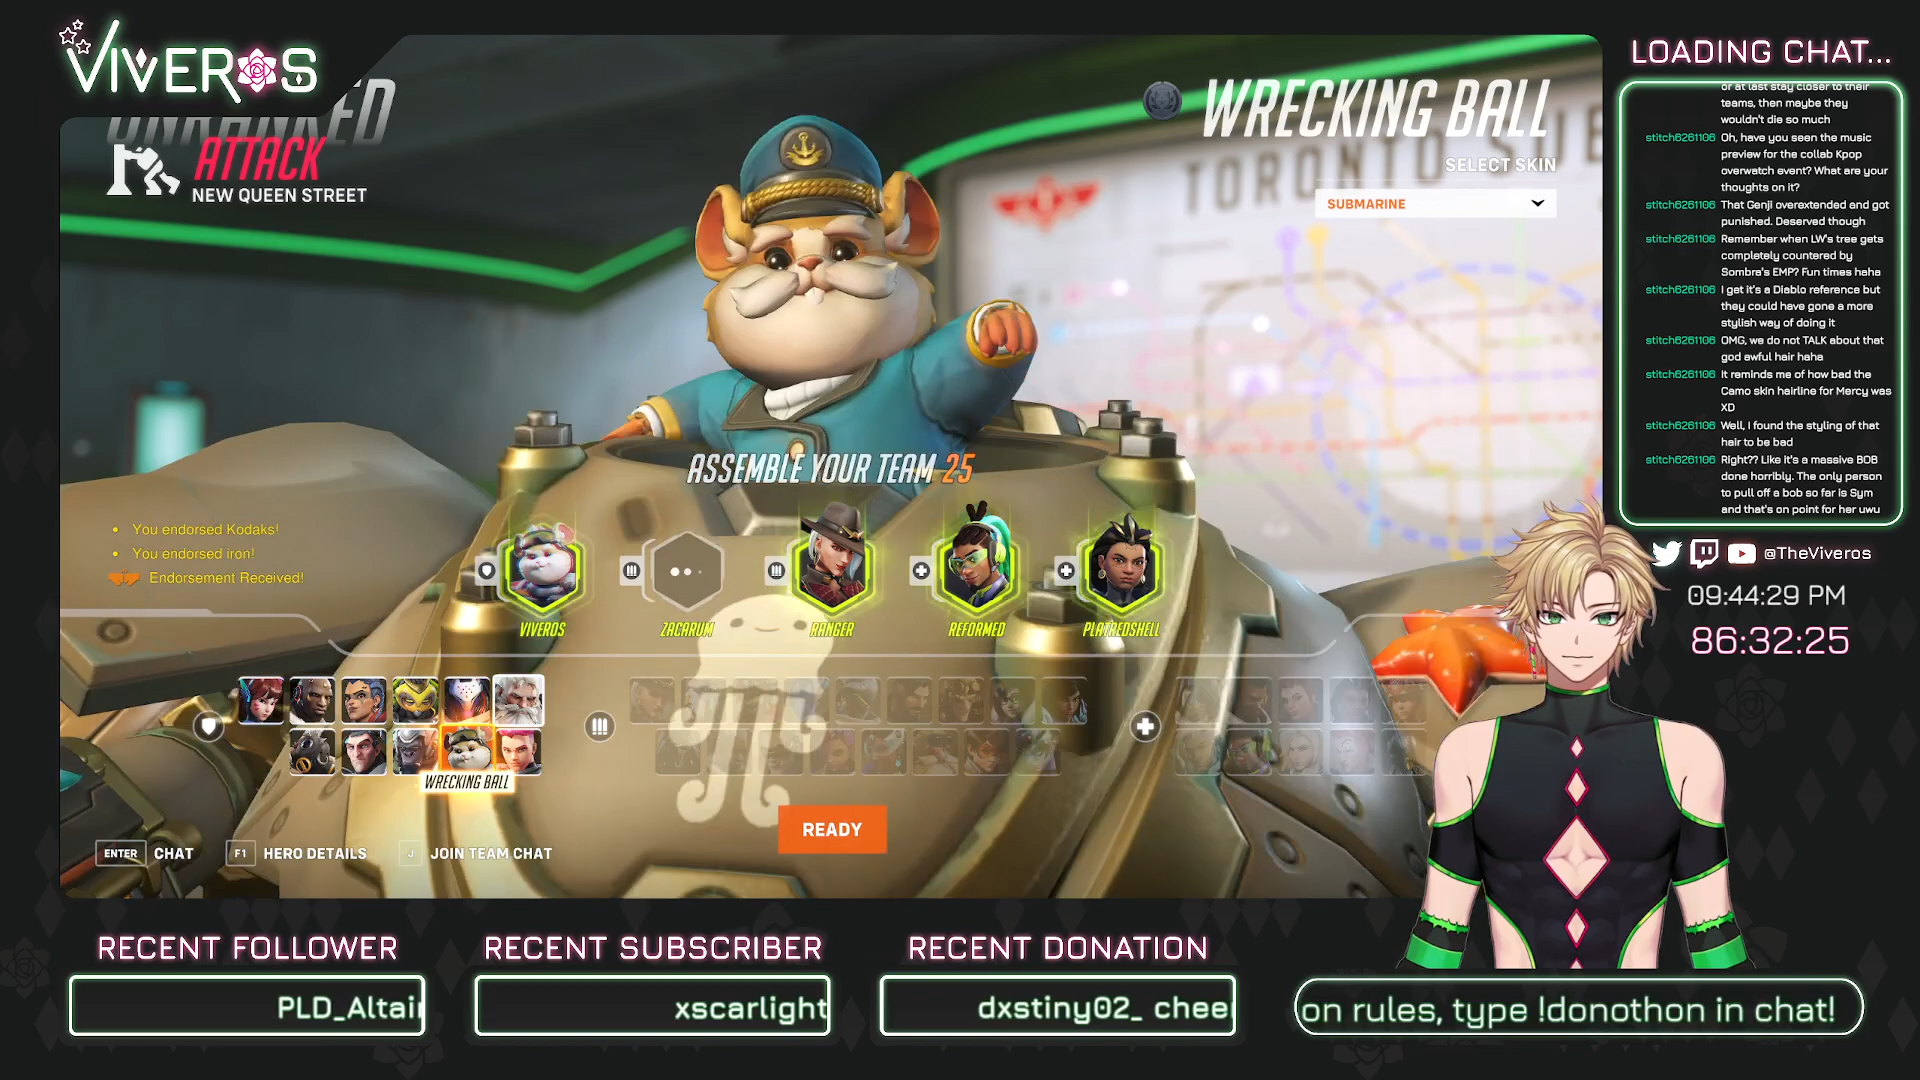 VIVEROS
UNRANKED
ATTACK
NEW QUEEN STREET
WRECKING BALL
TORONTO SUB
SELECT SKIN
SUBMARINE
ASSEMBLE YOUR TEAM 25
You endorsed Kodaks!
You endorsed iron!
Endorsement Received!
VIVEROS
ZACARUM
RANGER
REFORMED
PLATREDSHELL
WRECKING BALL
READY
ENTER CHAT
F1 HERO DETAILS
J JOIN TEAM CHAT
LOADING CHAT...
or at last stay closer to their
teams, then maybe they
wouldn't die so much
stitch6261106 Oh, have you seen the music
preview for the collab Kpop
overwatch event? What are your
thoughts on it?
stitch6261106 That Genji overextended and got
punished. Deserved though
stitch6261106 Remember when LW's tree gets
completely countered by
Sombra's EMP? Fun times haha
stitch6261106 I get it's a Diablo reference but
they could have gone a more
stylish way of doing it
stitch6261106 OMG, we do not TALK about that
god awful hair haha
stitch6261106 It reminds me of how bad the
Camo skin hairline for Mercy was
XD
stitch6261106 Well, I found the styling of that
hair to be bad
stitch6261106 Right?? Like it's a massive BOB
done horribly. The only person
to pull off a bob so far is Sym
and that's on point for her uwu
@TheViveros
09:44:29 PM
86:32:25
RECENT FOLLOWER
PLD_Altair
RECENT SUBSCRIBER
xscarlight
RECENT DONATION
dxstiny02_ chee
on rules, type !donothon in chat!